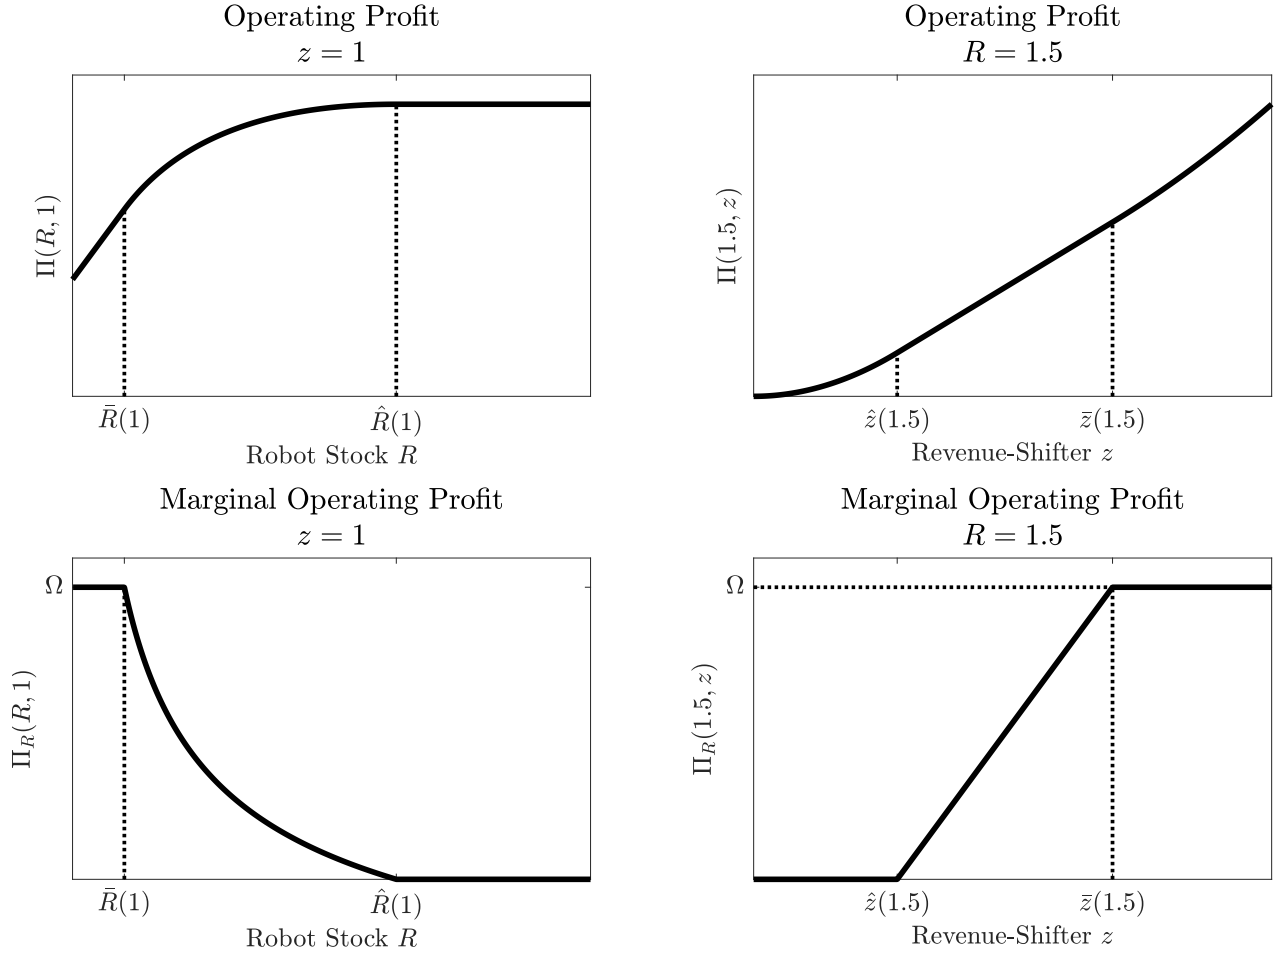 Operating Profit
z = 1
Π(R, 1)
R̄(1)
R̂(1)
Robot Stock R
Operating Profit
R = 1.5
Π(1.5, z)
ẑ(1.5)
z̄(1.5)
Revenue-Shifter z
Marginal Operating Profit
z = 1
Ω
Π_R(R, 1)
R̄(1)
R̂(1)
Robot Stock R
Marginal Operating Profit
R = 1.5
Ω
Π_R(1.5, z)
ẑ(1.5)
z̄(1.5)
Revenue-Shifter z